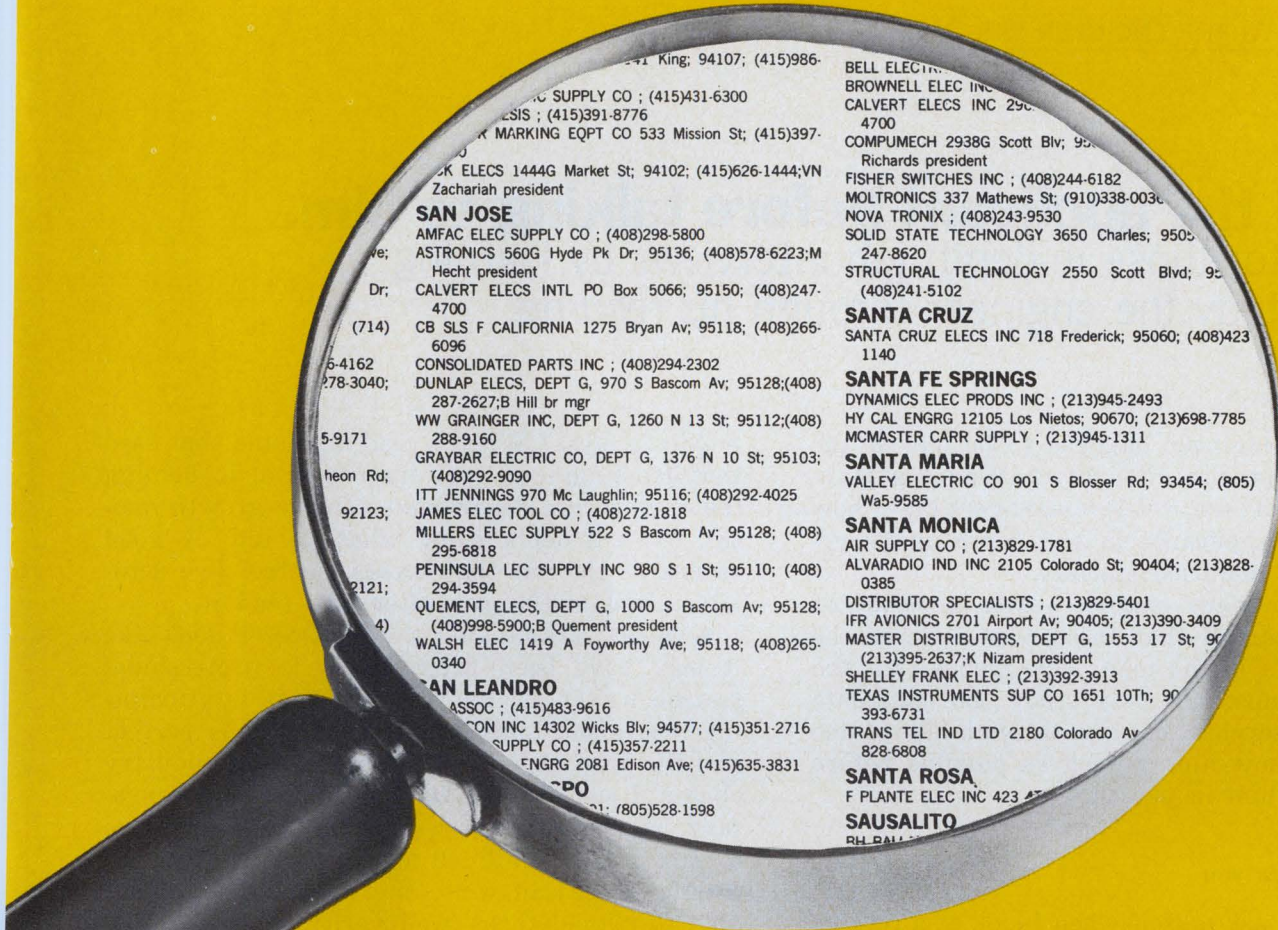 King; 94107; (415)986-
SUPPLY CO ; (415)431-6300
; (415)391-8776
MARKING EQPT CO 533 Mission St; (415)397-
ELECS 1444G Market St; 94102; (415)626-1444;VN
Zachariah president
SAN JOSE
AMFAC ELEC SUPPLY CO ; (408)298-5800
ASTRONICS 560G Hyde Pk Dr; 95136; (408)578-6223;M
Hecht president
Dr;
CALVERT ELECS INTL PO Box 5066; 95150; (408)247-
4700
(714)
CB SLS F CALIFORNIA 1275 Bryan Av; 95118; (408)266-
6096
6-4162
CONSOLIDATED PARTS INC ; (408)294-2302
278-3040;
DUNLAP ELECS, DEPT G, 970 S Bascom Av; 95128;(408)
287-2627;B Hill br mgr
WW GRAINGER INC, DEPT G, 1260 N 13 St; 95112;(408)
5-9171
288-9160
GRAYBAR ELECTRIC CO, DEPT G, 1376 N 10 St; 95103;
heon Rd;
(408)292-9090
ITT JENNINGS 970 Mc Laughlin; 95116; (408)292-4025
92123;
JAMES ELEC TOOL CO ; (408)272-1818
MILLERS ELEC SUPPLY 522 S Bascom Av; 95128; (408)
295-6818
PENINSULA LEC SUPPLY INC 980 S 1 St; 95110; (408)
2121;
294-3594
QUEMENT ELECS, DEPT G, 1000 S Bascom Av; 95128;
4)
(408)998-5900;B Quement president
WALSH ELEC 1419 A Foyworthy Ave; 95118; (408)265-
0340
SAN LEANDRO
ASSOC ; (415)483-9616
CON INC 14302 Wicks Blv; 94577; (415)351-2716
SUPPLY CO ; (415)357-2211
ENGRG 2081 Edison Ave; (415)635-3831
(805)528-1598
BELL
BROWNELL ELEC INC
CALVERT ELECS INC
4700
COMPUMECH 2938G Scott Blv;
Richards president
FISHER SWITCHES INC ; (408)244-6182
MOLTRONICS 337 Mathews St; (910)338-
NOVA TRONIX ; (408)243-9530
SOLID STATE TECHNOLOGY 3650 Charles;
247-8620
STRUCTURAL TECHNOLOGY 2550 Scott Blvd;
(408)241-5102
SANTA CRUZ
SANTA CRUZ ELECS INC 718 Frederick; 95060; (408)423
1140
SANTA FE SPRINGS
DYNAMICS ELEC PRODS INC ; (213)945-2493
HY CAL ENGRG 12105 Los Nietos; 90670; (213)698-7785
MCMASTER CARR SUPPLY ; (213)945-1311
SANTA MARIA
VALLEY ELECTRIC CO 901 S Blosser Rd; 93454; (805)
Wa5-9585
SANTA MONICA
AIR SUPPLY CO ; (213)829-1781
ALVARADIO IND INC 2105 Colorado St; 90404; (213)828-
0385
DISTRIBUTOR SPECIALISTS ; (213)829-5401
IFR AVIONICS 2701 Airport Av; 90405; (213)390-3409
MASTER DISTRIBUTORS, DEPT G, 1553 17 St;
(213)395-2637;K Nizam president
SHELLEY FRANK ELEC ; (213)392-3913
TEXAS INSTRUMENTS SUP CO 1651 10Th;
393-6731
TRANS TEL IND LTD 2180 Colorado Av
828-6808
SANTA ROSA
F PLANTE ELEC INC 423
SAUSALITO